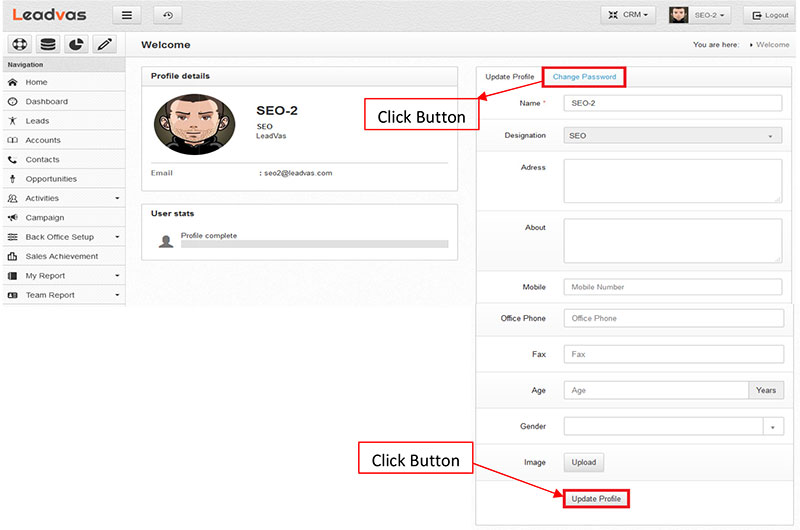 Leadvas
CRM
SEO-2
Logout
Welcome
You are here:
Welcome
Navigation
Home
Dashboard
Leads
Accounts
Contacts
Opportunities
Activities
Campaign
Back Office Setup
Sales Achievement
My Report
Team Report
Profile details
SEO-2
SEO
LeadVas
Email : seo2@leadvas.com
User stats
Profile complete
Update Profile Change Password
Click Button
Name * SEO-2
Designation SEO
Adress
About
Mobile Mobile Number
Office Phone Office Phone
Fax Fax
Age Age Years
Gender
Image Upload
Click Button
Update Profile